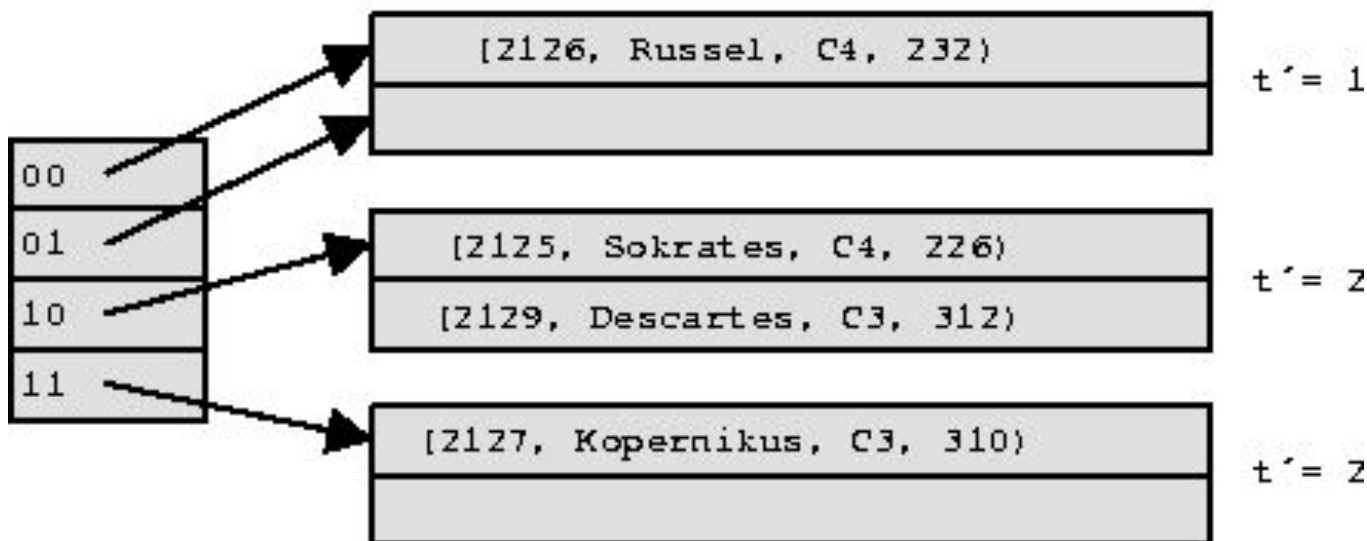 [2126, Russel, C4, 232)
t´= 1
00
01
10
11
[2125, Sokrates, C4, 226)
[2129, Descartes, C3, 312)
t´= 2
[2127, Kopernikus, C3, 310)
t´= 2